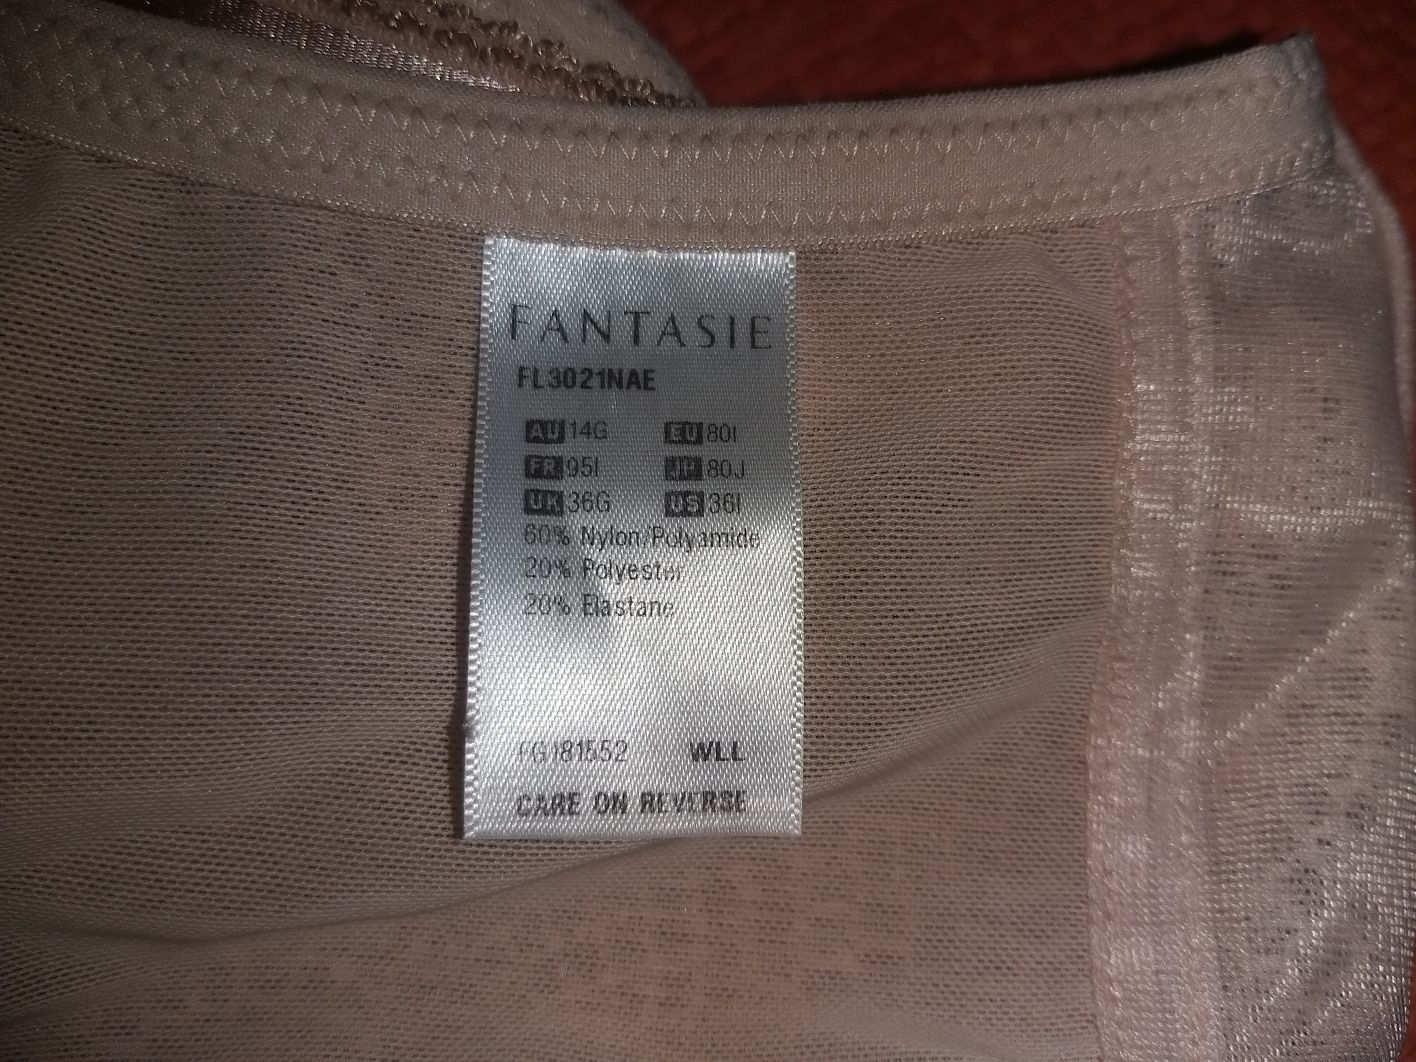 FANTASIE
FL3021NAE
AU 14G EU 80I
FR 95I JP 80J
UK 36G US 36I
60% Nylon/Polyamide
20% Polyester
20% Elastane
FG181552 WLL
CARE ON REVERSE